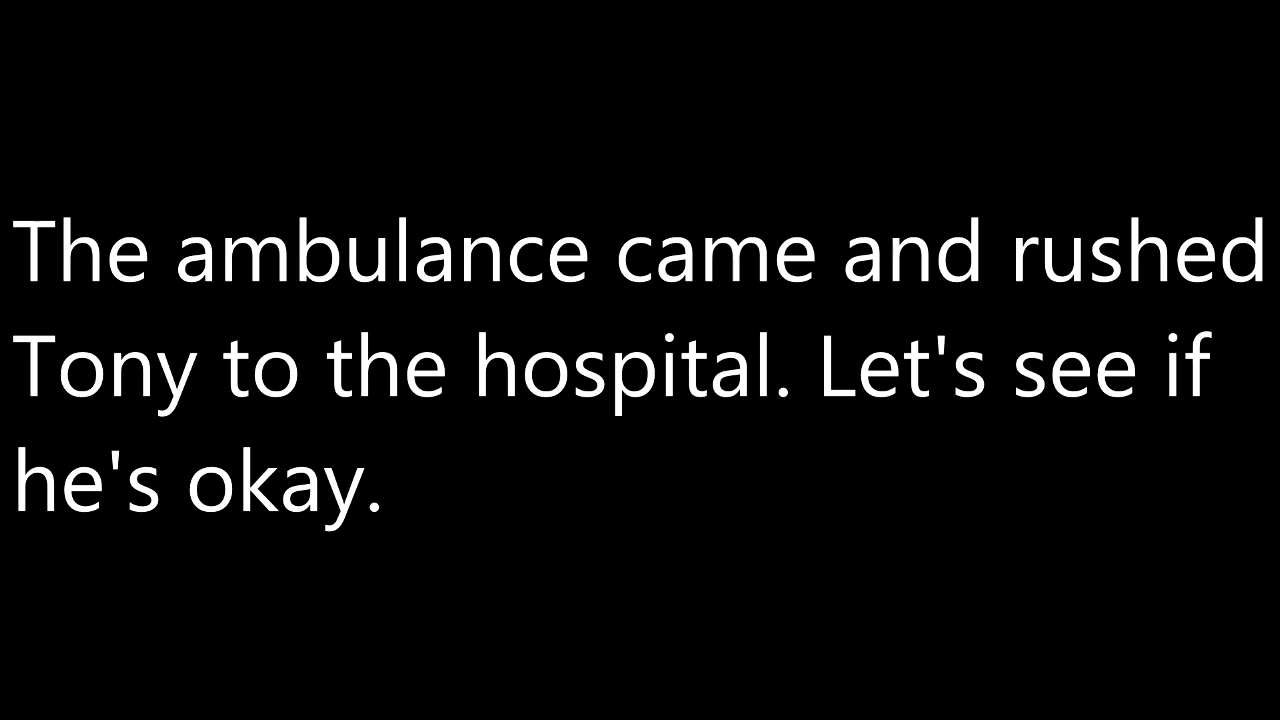 The ambulance came and rushed
Tony to the hospital. Let's see if
he's okay.